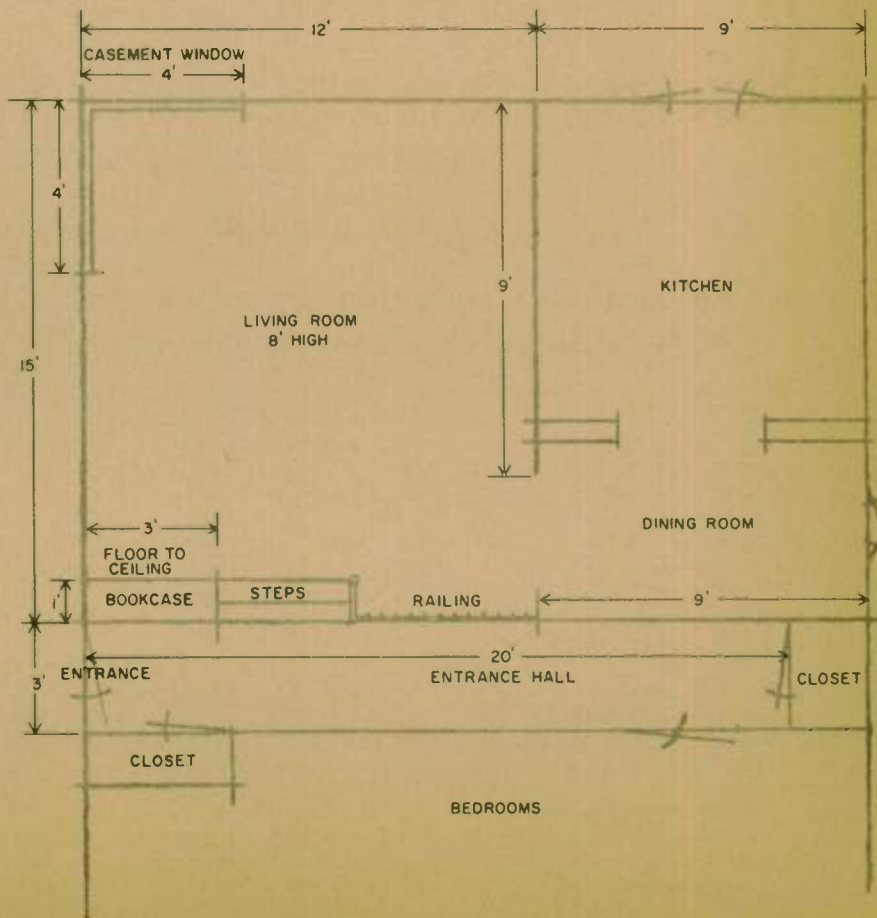 12'
9'
CASEMENT WINDOW
4'
4'
9'
KITCHEN
LIVING ROOM
8' HIGH
15'
3'
DINING ROOM
FLOOR TO
CEILING
1'
BOOKCASE
STEPS
RAILING
9'
20'
3'
ENTRANCE
ENTRANCE HALL
CLOSET
CLOSET
BEDROOMS